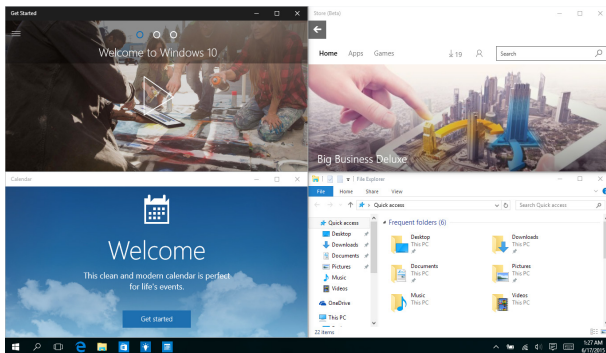 Get Started
Welcome to Windows 10
Store (Beta)
Home Apps Games 19 Search
Big Business Deluxe
Calendar
Welcome
This clean and modern calendar is perfect
for life's events.
Get started
File Explorer
File Home Share View
Quick access Search Quick access
Quick access
Desktop
Downloads
Documents
Pictures
Music
Videos
OneDrive
This PC
Frequent folders (6)
Desktop
This PC
Downloads
This PC
Documents
This PC
Pictures
This PC
Music
This PC
Videos
This PC
22 items
1:27 AM
6/17/2015